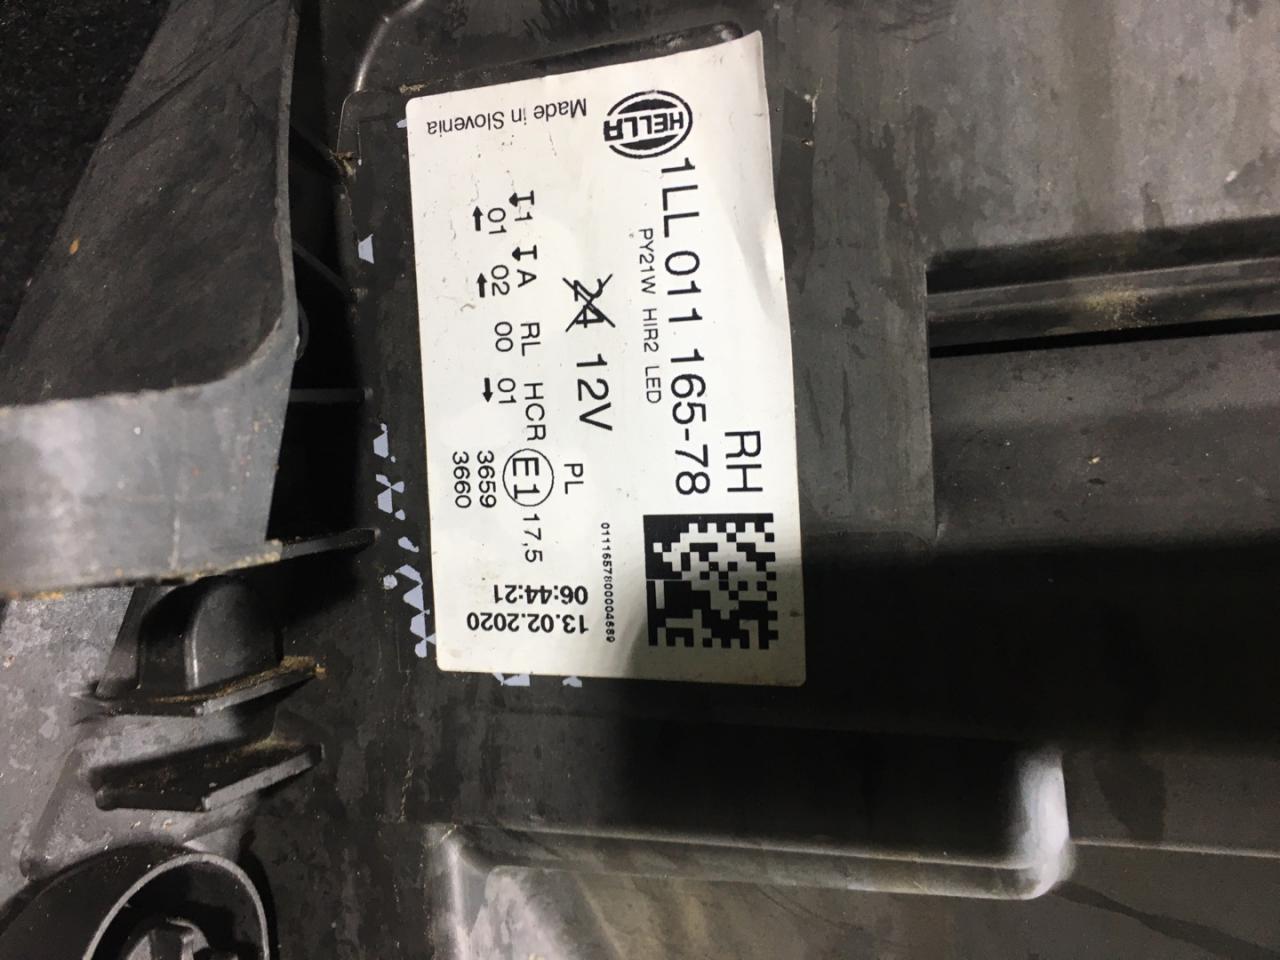 HELLA
1LL 011 165-78
RH
PY21W HIR2 LED
24 12V
PL
01116578000004689
I1 IA RL HCR E1 17,5
01 02 00 01
3659
3660
Made in Slovenia
13.02.2020
06:44:21